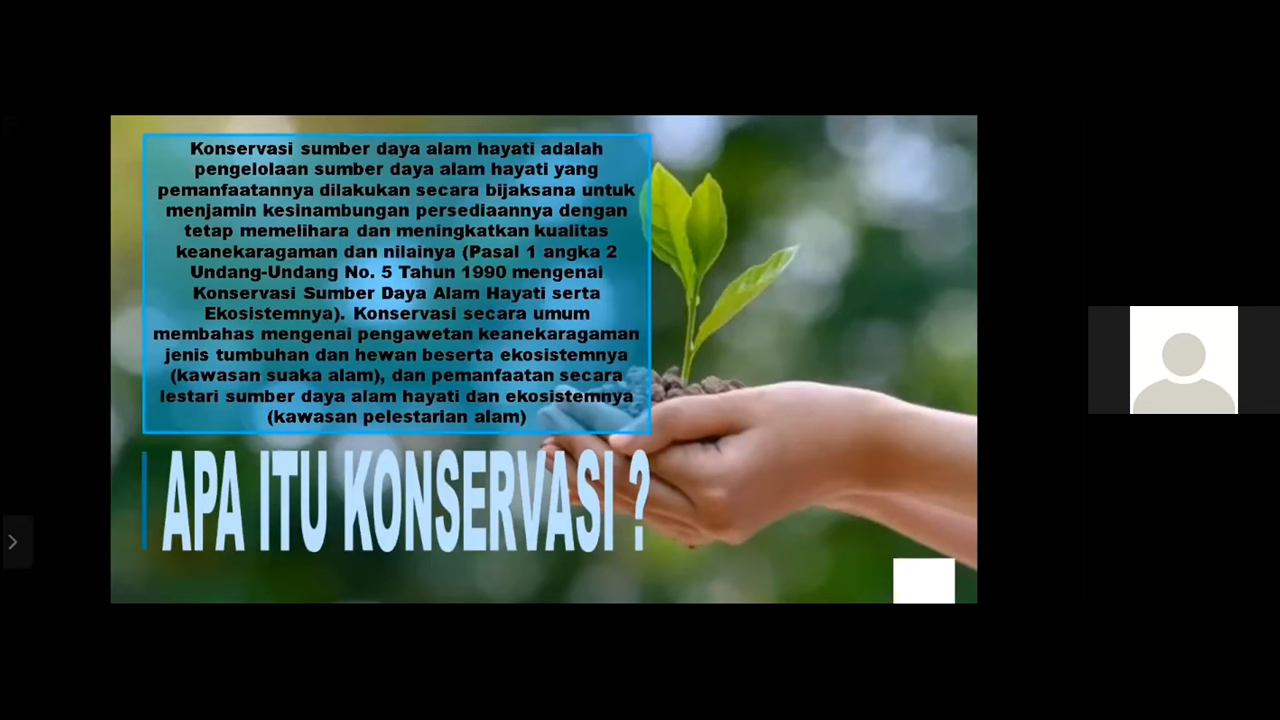 Konservasi sumber daya alam hayati adalah
pengelolaan sumber daya alam hayati yang
pemanfaatannya dilakukan secara bijaksana untuk
menjamin kesinambungan persediaannya dengan
tetap memelihara dan meningkatkan kualitas
keanekaragaman dan nilainya (Pasal 1 angka 2
Undang-Undang No. 5 Tahun 1990 mengenai
Konservasi Sumber Daya Alam Hayati serta
Ekosistemnya). Konservasi secara umum
membahas mengenai pengawetan keanekaragaman
jenis tumbuhan dan hewan beserta ekosistemnya
(kawasan suaka alam), dan pemanfaatan secara
lestari sumber daya alam hayati dan ekosistemnya
(kawasan pelestarian alam)
APA ITU KONSERVASI ?